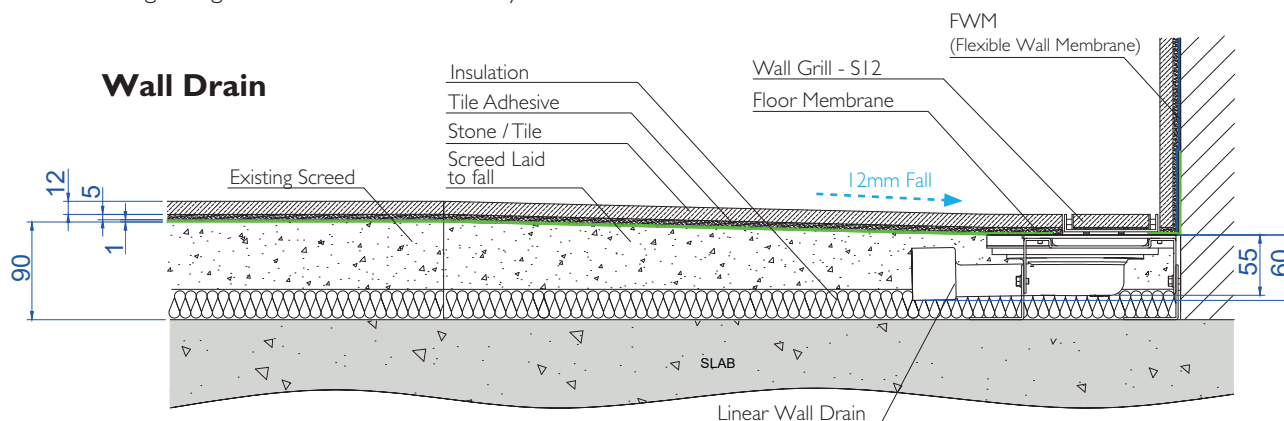 FWM
(Flexible Wall Membrane)
Wall Drain
Insulation
Wall Grill - S12
Tile Adhesive
Floor Membrane
Stone / Tile
Screed Laid
to fall
Existing Screed
12mm Fall
12
5
1
90
55
60
SLAB
Linear Wall Drain